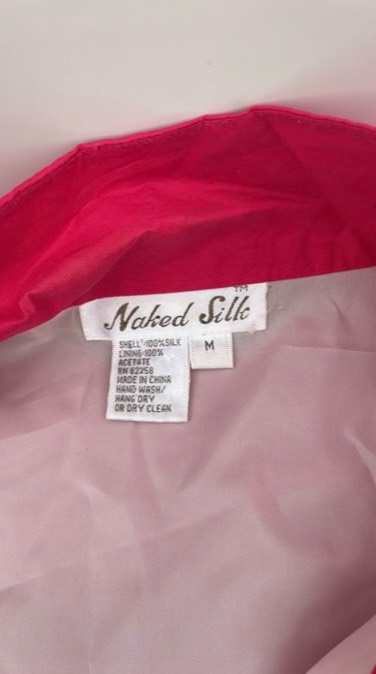 TM
Naked Silk
SHELL-100%SILK
LINING-100%
ACETATE
RN 82258
MADE IN CHINA
HAND WASH/
HANG DRY
OR DRY CLEAN
M